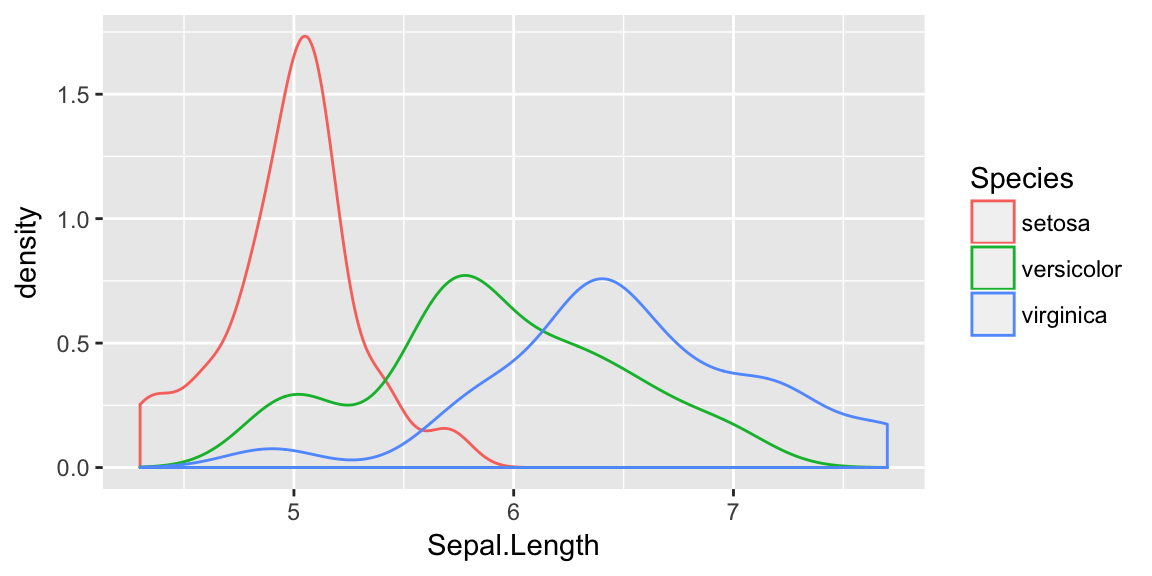 density
1.5
1.0
0.5
0.0
5 6 7
Sepal.Length
Species
setosa
versicolor
virginica